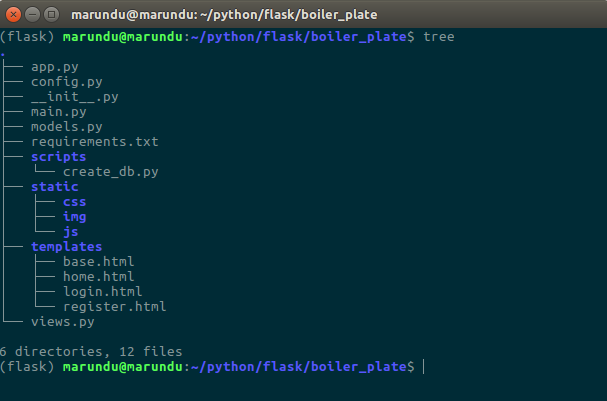 marundu@marundu: ~/python/flask/boiler_plate
(flask) marundu@marundu:~/python/flask/boiler_plate$ tree
.
├── app.py
├── config.py
├── __init__.py
├── main.py
├── models.py
├── requirements.txt
├── scripts
│   └── create_db.py
├── static
│   ├── css
│   ├── img
│   └── js
├── templates
│   ├── base.html
│   ├── home.html
│   ├── login.html
│   └── register.html
└── views.py
6 directories, 12 files
(flask) marundu@marundu:~/python/flask/boiler_plate$